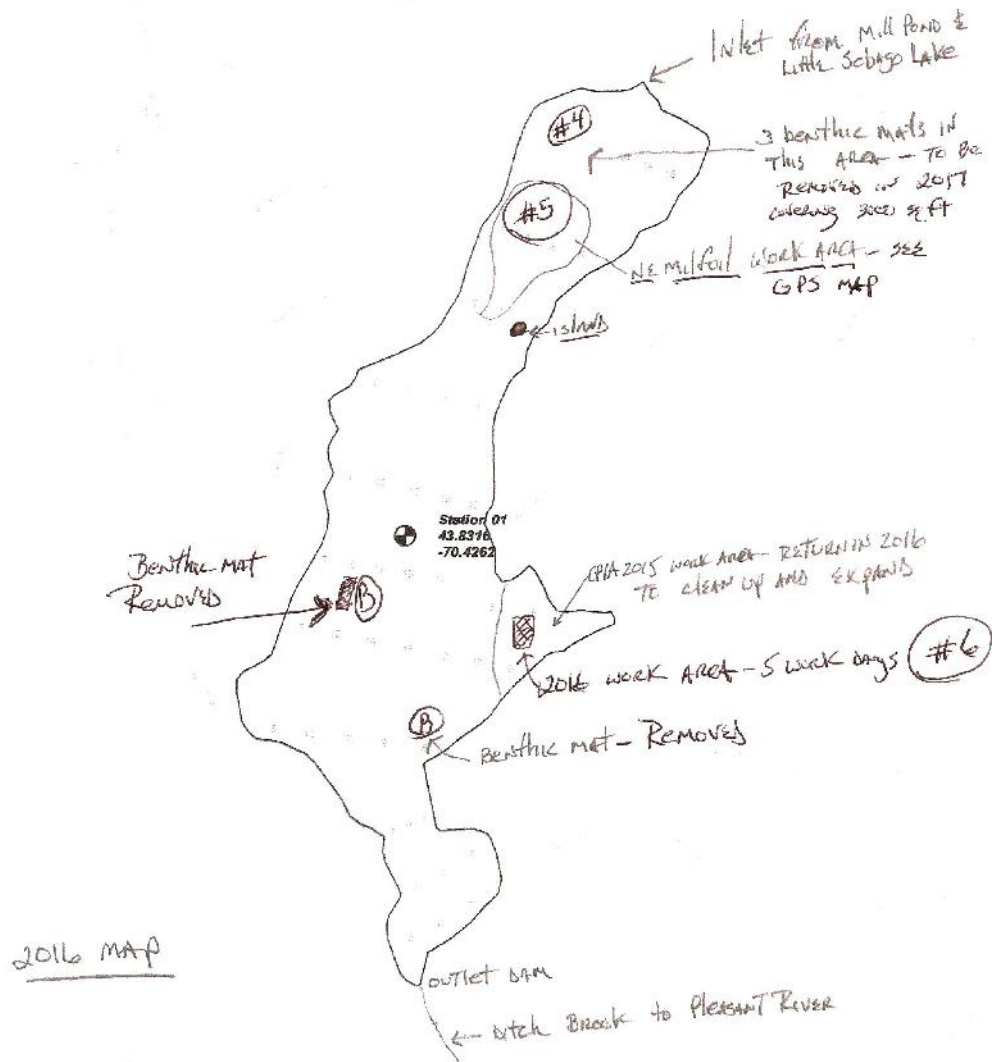 Inlet from Mill Pond &
Little Sebago Lake
#4
3 benthic mats in
This AREA - To Be
Removed in 2017
covering sq ft
#5
NE Milfoil WORK AREA - SEE
GPS MAP
island
Station 01
43.8316
-70.4262
Benthic mat
Removed
B
2015 work AREA - RETURN IN 2016
TO CLEAN UP AND EXPAND
2016 WORK AREA - 5 WORK DAYS
#6
B
Benthic mat - Removed
2016 MAP
OUTLET DAM
Ditch Brook to Pleasant River